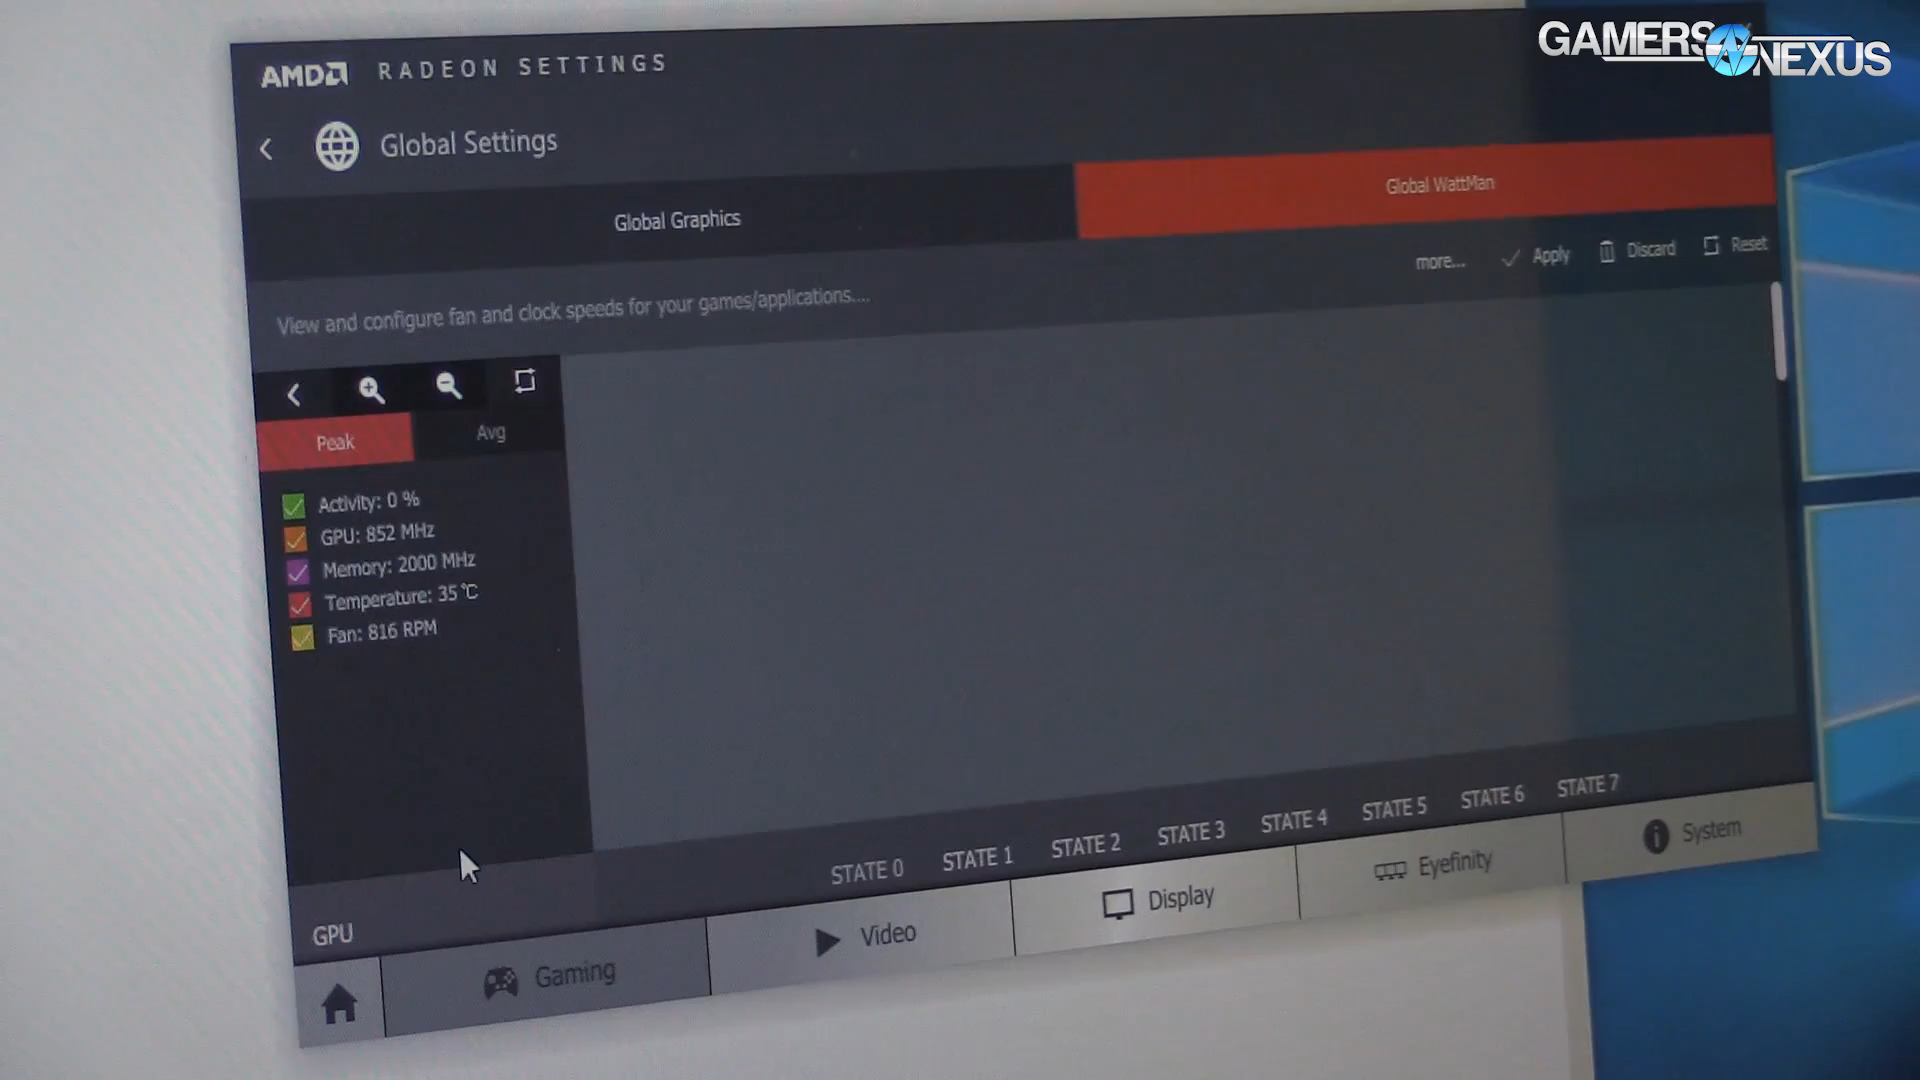 GAMERS NEXUS
AMD RADEON SETTINGS
Global Settings
Global Graphics
Global WattMan
more... Apply Discard Reset
View and configure fan and clock speeds for your games/applications....
Peak Avg
Activity: 0 %
GPU: 852 MHz
Memory: 2000 MHz
Temperature: 35 °C
Fan: 816 RPM
STATE 0 STATE 1 STATE 2 STATE 3 STATE 4 STATE 5 STATE 6 STATE 7
GPU
Gaming Video Display Eyefinity System